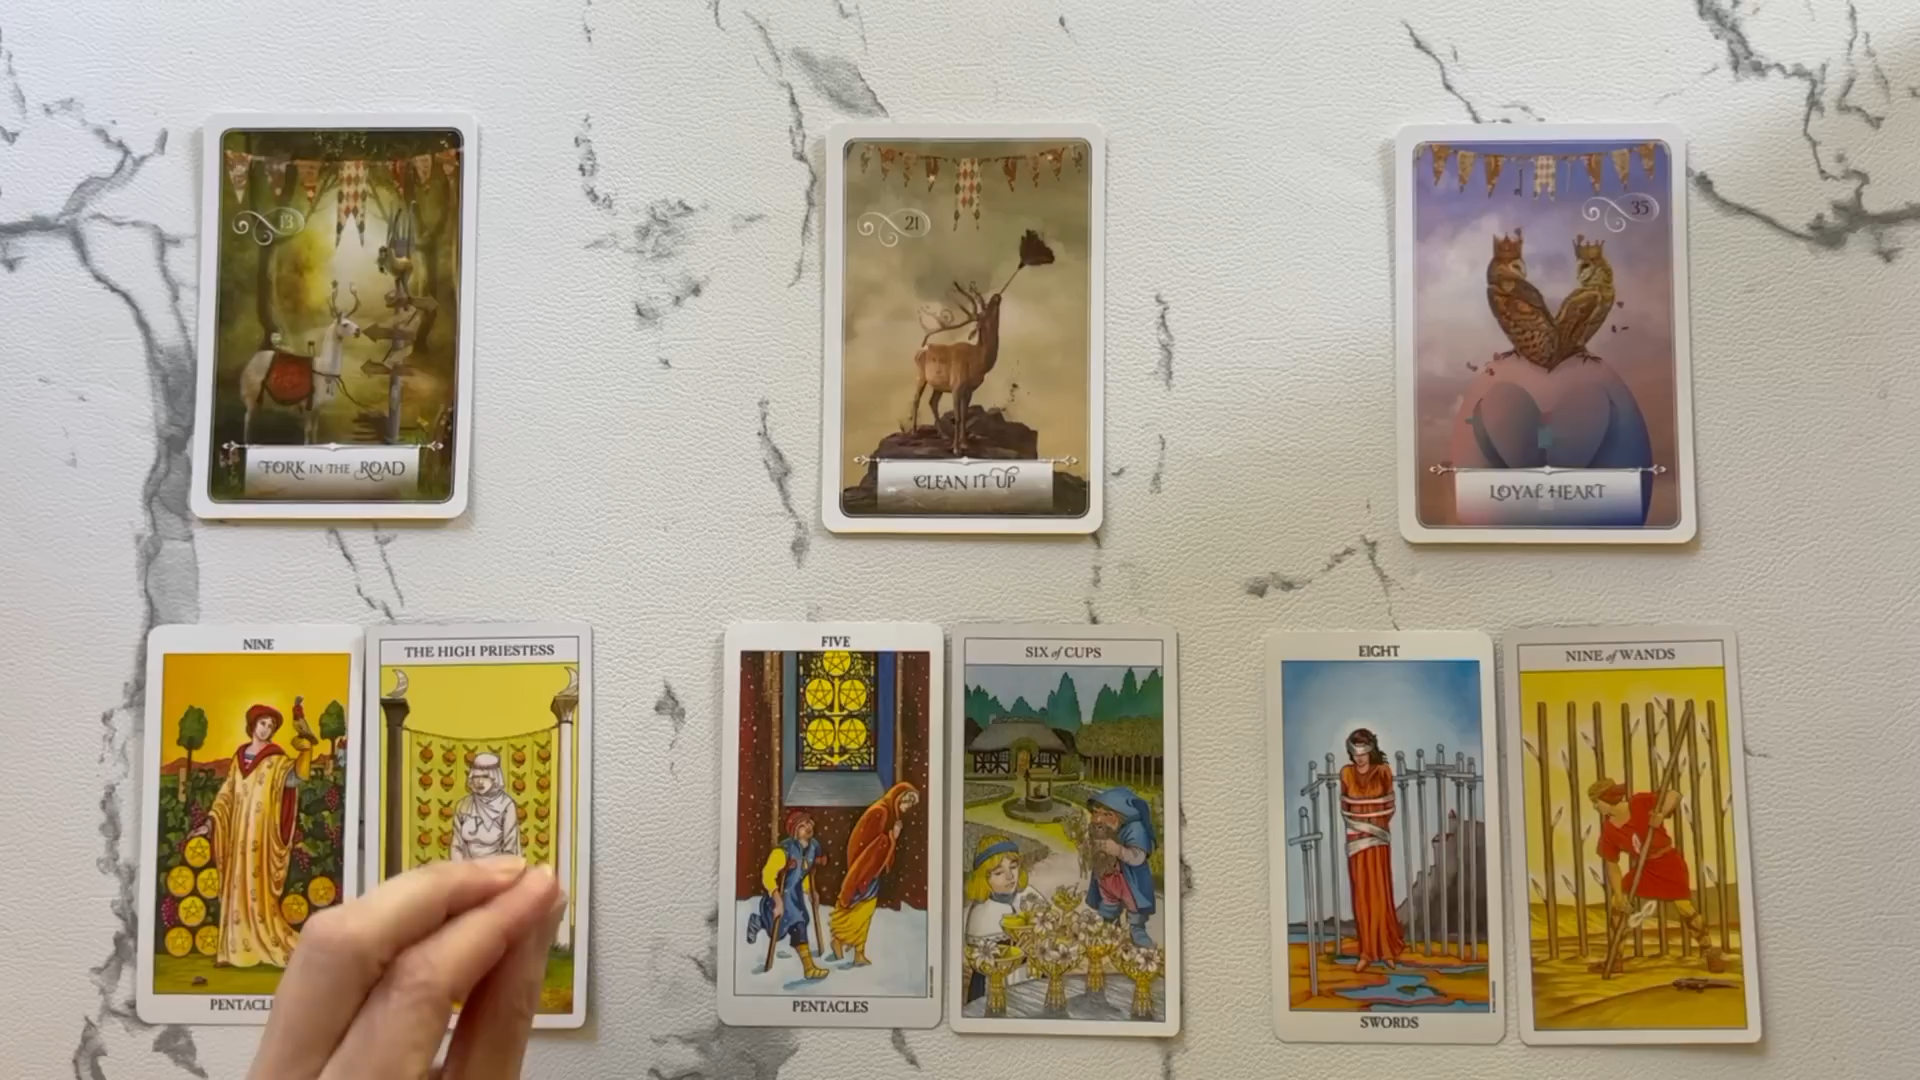 13
FORK IN THE ROAD
21
CLEAN IT UP
35
LOYAL HEART
NINE
THE HIGH PRIESTESS
FIVE
PENTACLES
SIX of CUPS
EIGHT
SWORDS
NINE of WANDS